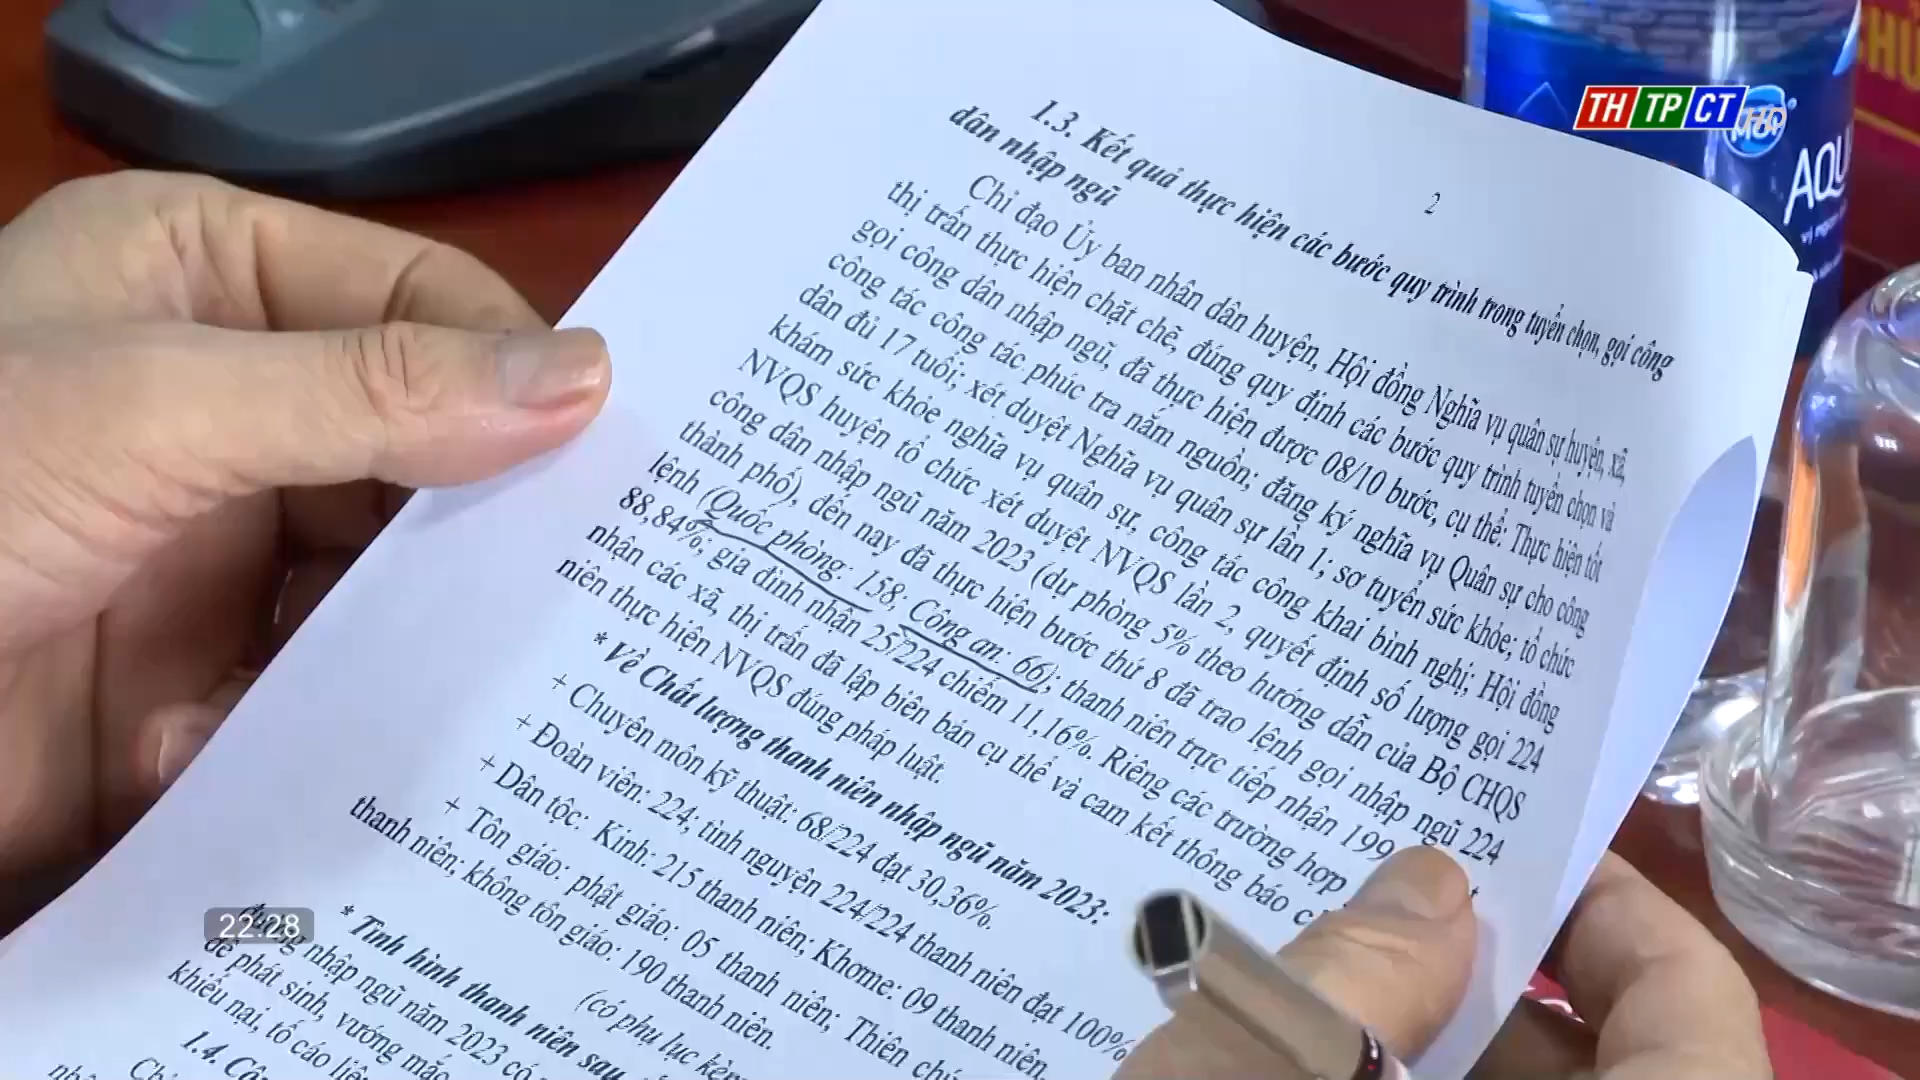 THTPCT
HD
AQU
2
1.3. Kết quả thực hiện các bước quy trình trong tuyển chọn, gọi công
dân nhập ngũ
Chỉ đạo Ủy ban nhân dân huyện, Hội đồng Nghĩa vụ quân sự huyện, xã,
thị trấn thực hiện chặt chẽ, đúng quy định các bước quy trình tuyển chọn và
gọi công dân nhập ngũ, đã thực hiện được 08/10 bước, cụ thể: Thực hiện tốt
công tác công tác phúc tra nắm nguồn; đăng ký nghĩa vụ Quân sự cho công
dân đủ 17 tuổi; xét duyệt Nghĩa vụ quân sự lần 1; sơ tuyển sức khỏe; tổ chức
khám sức khỏe nghĩa vụ quân sự, công tác công khai bình nghị; Hội đồng
NVQS huyện tổ chức xét duyệt NVQS lần 2, quyết định số lượng gọi 224
công dân nhập ngũ năm 2023 (dự phòng 5% theo hướng dẫn của Bộ CHQS
thành phố), đến nay đã thực hiện bước thứ 8 đã trao lệnh gọi nhập ngũ 224
lệnh (Quốc phòng: 158; Công an: 66); thanh niên trực tiếp nhận 199
88,84%; gia đình nhận 25/224 chiếm 11,16%. Riêng các trường hợp
nhận các xã, thị trấn đã lập biên bản cụ thể và cam kết thông báo
niên thực hiện NVQS đúng pháp luật.
* Về Chất lượng thanh niên nhập ngũ năm 2023:
+ Chuyên môn kỹ thuật: 68/224 đạt 30,36%.
+ Đoàn viên: 224; tình nguyện 224/224 thanh niên đạt 100%
+ Dân tộc: Kinh: 215 thanh niên; Khơme: 09 thanh niên.
+ Tôn giáo: phật giáo: 05 thanh niên; Thiên
thanh niên; không tôn giáo: 190 thanh niên.
(có phụ lục
* Tình hình thanh niên sau
nhập ngũ năm 2023 có
để phát sinh, vướng
khiếu nại, tố cáo
1.4.
22:28